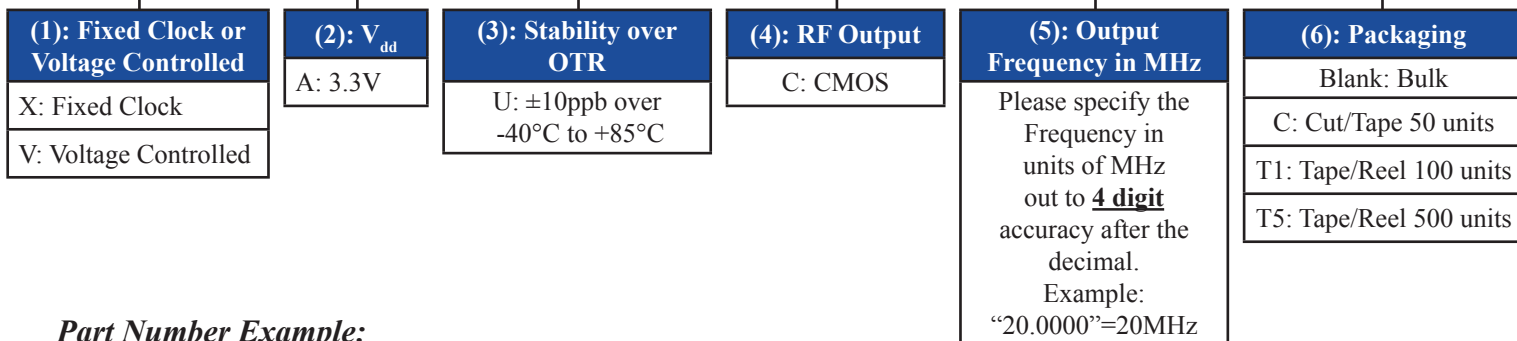 (1): Fixed Clock or
Voltage Controlled
X: Fixed Clock
V: Voltage Controlled
(2): Vdd
A: 3.3V
(3): Stability over
OTR
U: ±10ppb over
-40°C to +85°C
(4): RF Output
C: CMOS
(5): Output
Frequency in MHz
Please specify the
Frequency in
units of MHz
out to 4 digit
accuracy after the
decimal.
Example:
“20.0000”=20MHz
(6): Packaging
Blank: Bulk
C: Cut/Tape 50 units
T1: Tape/Reel 100 units
T5: Tape/Reel 500 units
Part Number Example: